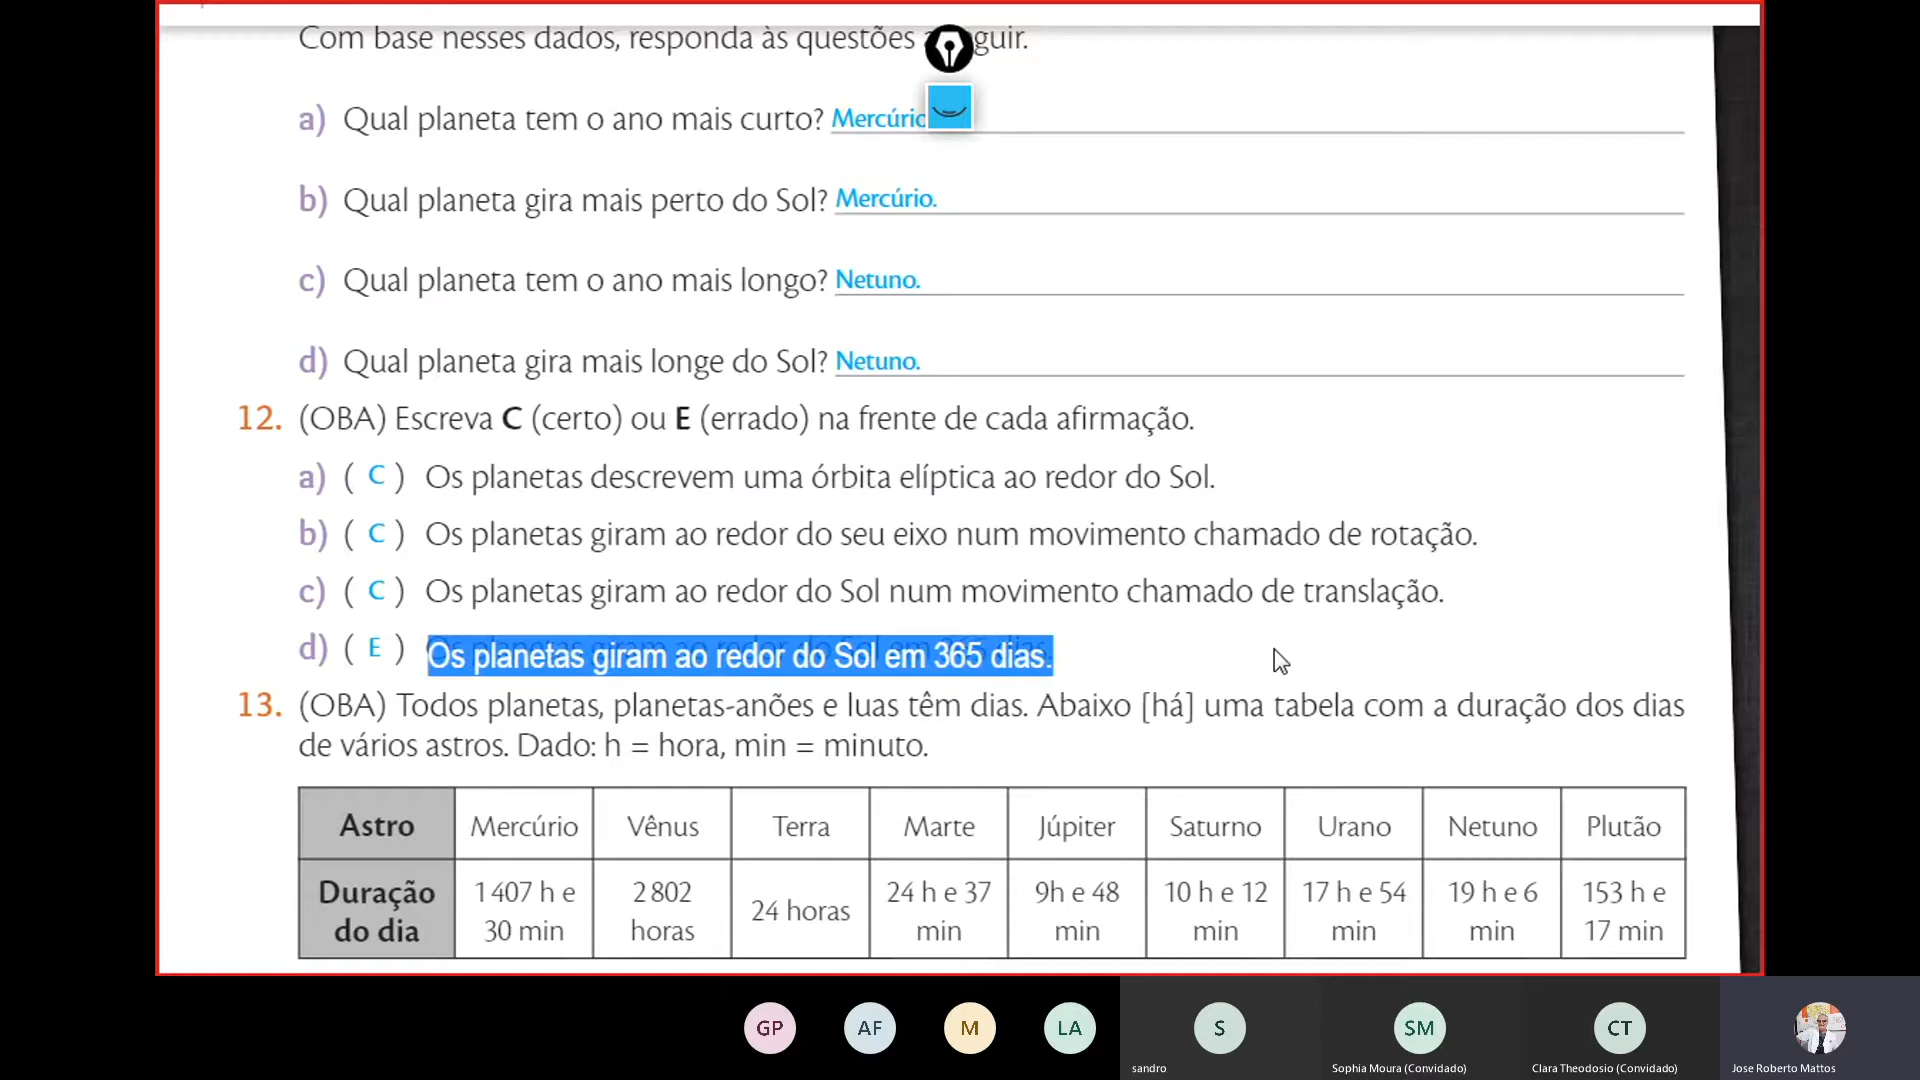 Com base nesses dados, responda às questões guir.
a) Qual planeta tem o ano mais curto? Mercúrio
b) Qual planeta gira mais perto do Sol? Mercúrio.
c) Qual planeta tem o ano mais longo? Netuno.
d) Qual planeta gira mais longe do Sol? Netuno.
12. (OBA) Escreva C (certo) ou E (errado) na frente de cada afirmação.
a) ( C ) Os planetas descrevem uma órbita elíptica ao redor do Sol.
b) ( C ) Os planetas giram ao redor do seu eixo num movimento chamado de rotação.
c) ( C ) Os planetas giram ao redor do Sol num movimento chamado de translação.
d) ( E ) Os planetas giram ao redor do Sol em 365 dias.
13. (OBA) Todos planetas, planetas-anões e luas têm dias. Abaixo [há] uma tabela com a duração dos dias
de vários astros. Dado: h = hora, min = minuto.
Astro Mercúrio Vênus Terra Marte Júpiter Saturno Urano Netuno Plutão
Duração do dia 1 407 h e 30 min 2 802 horas 24 horas 24 h e 37 min 9h e 48 min 10 h e 12 min 17 h e 54 min 19 h e 6 min 153 h e 17 min
GP AF M LA S SM CT
sandro Sophia Moura (Convidado) Clara Theodosio (Convidado) Jose Roberto Mattos